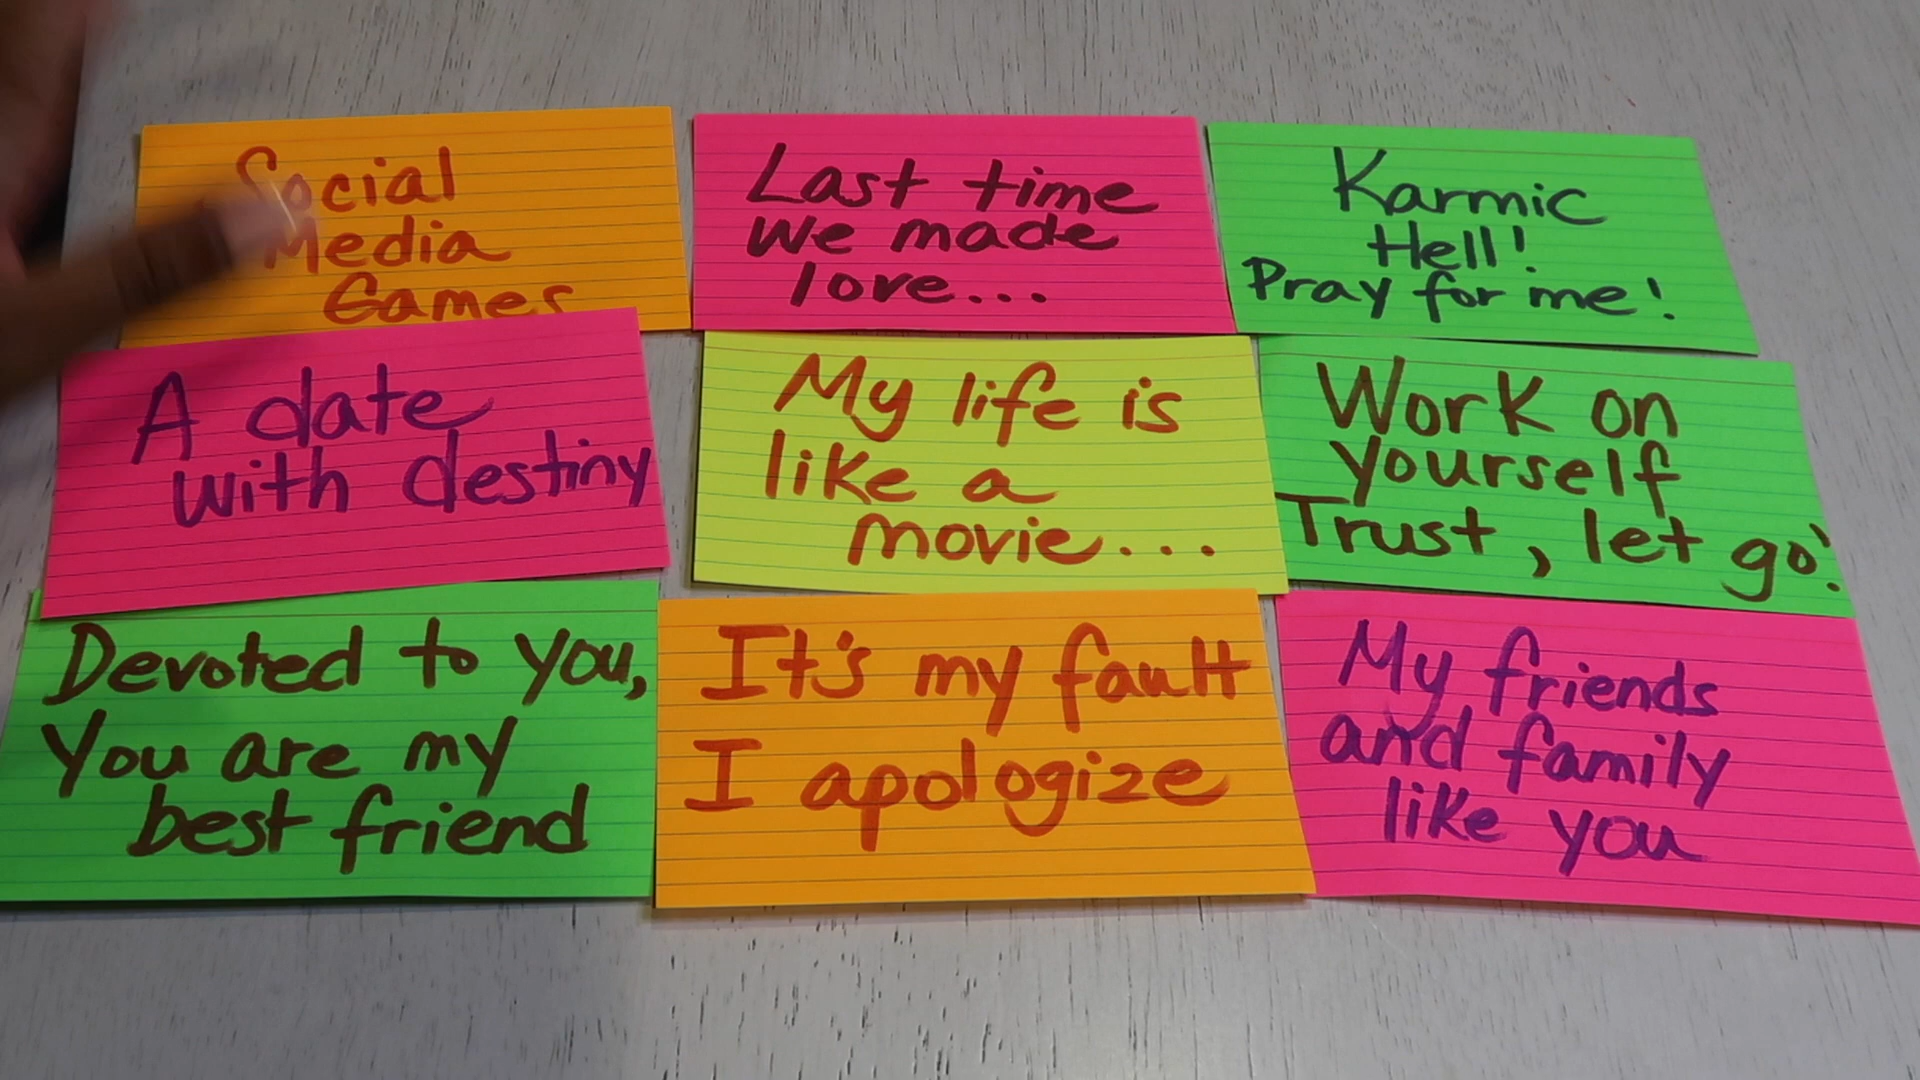 Social
Media
Games
Last time
we made
love...
Karmic
Hell!
Pray for me!
A date
with destiny
My life is
like a
movie...
Work on
yourself
Trust, let go!
Devoted to you,
You are my
best friend
It's my fault
I apologize
My friends
and family
like you